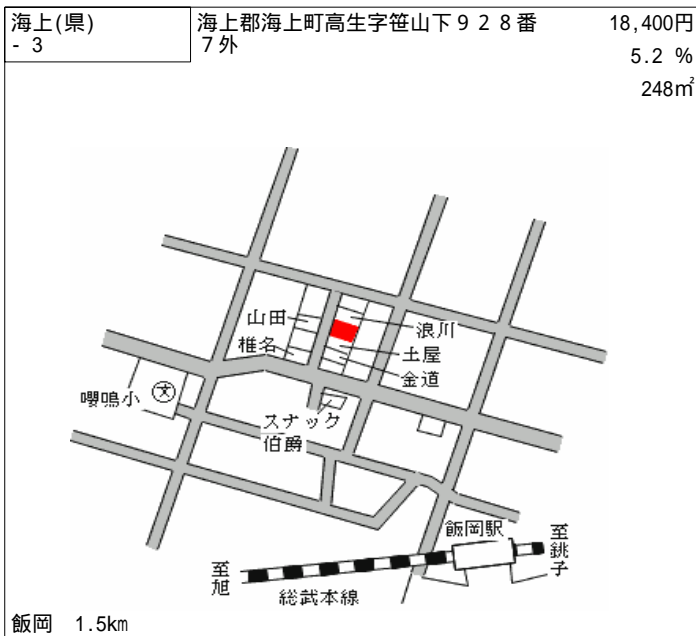 海上(県)
- 3
海上郡海上町高生字笹山下９２８番
７外
18,400円
5.2 %
248㎡
山田
浪川
椎名
土屋
金道
嚶鳴小
文
スナック
伯爵
飯岡駅
至銚子
至旭
総武本線
飯岡 1.5km